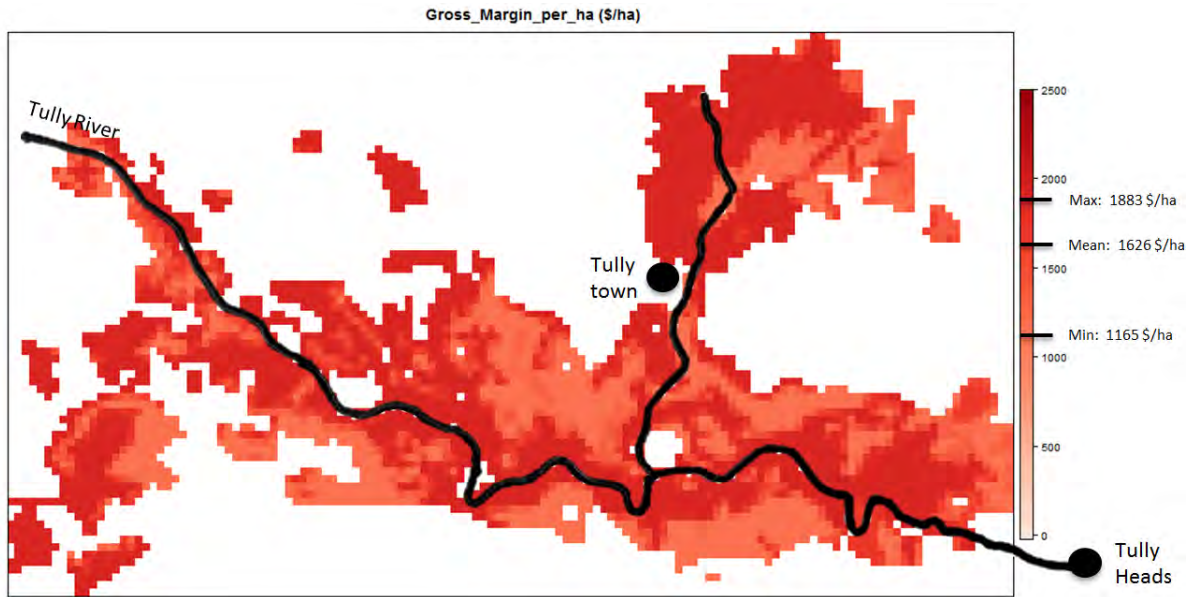 Gross_Margin_per_ha ($/ha)
Tully River
2500
2000
Max: 1883 $/ha
Mean: 1626 $/ha
1500
Min: 1165 $/ha
1000
500
0
Tully
town
Tully
Heads